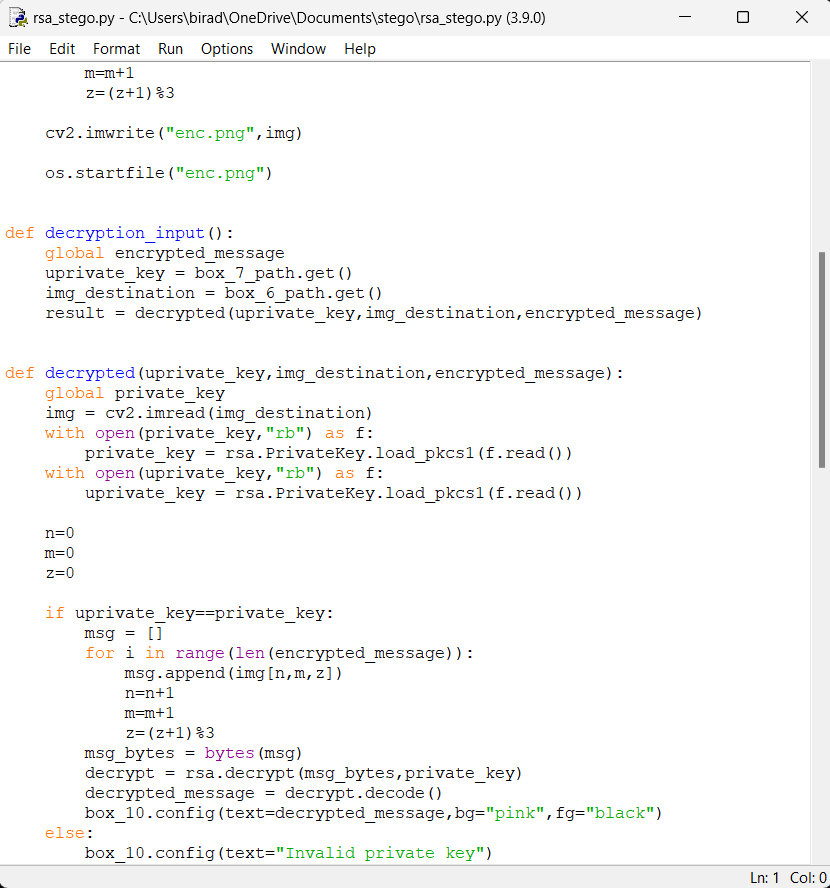 rsa_stego.py - C:\Users\birad\OneDrive\Documents\stego\rsa_stego.py (3.9.0)
File Edit Format Run Options Window Help
        m=m+1
        z=(z+1)%3

    cv2.imwrite("enc.png",img)

    os.startfile("enc.png")


def decryption_input():
    global encrypted_message
    uprivate_key = box_7_path.get()
    img_destination = box_6_path.get()
    result = decrypted(uprivate_key,img_destination,encrypted_message)


def decrypted(uprivate_key,img_destination,encrypted_message):
    global private_key
    img = cv2.imread(img_destination)
    with open(private_key,"rb") as f:
        private_key = rsa.PrivateKey.load_pkcs1(f.read())
    with open(uprivate_key,"rb") as f:
        uprivate_key = rsa.PrivateKey.load_pkcs1(f.read())

    n=0
    m=0
    z=0

    if uprivate_key==private_key:
        msg = []
        for i in range(len(encrypted_message)):
            msg.append(img[n,m,z])
            n=n+1
            m=m+1
            z=(z+1)%3
        msg_bytes = bytes(msg)
        decrypt = rsa.decrypt(msg_bytes,private_key)
        decrypted_message = decrypt.decode()
        box_10.config(text=decrypted_message,bg="pink",fg="black")
    else:
        box_10.config(text="Invalid private key")
Ln: 1 Col: 0